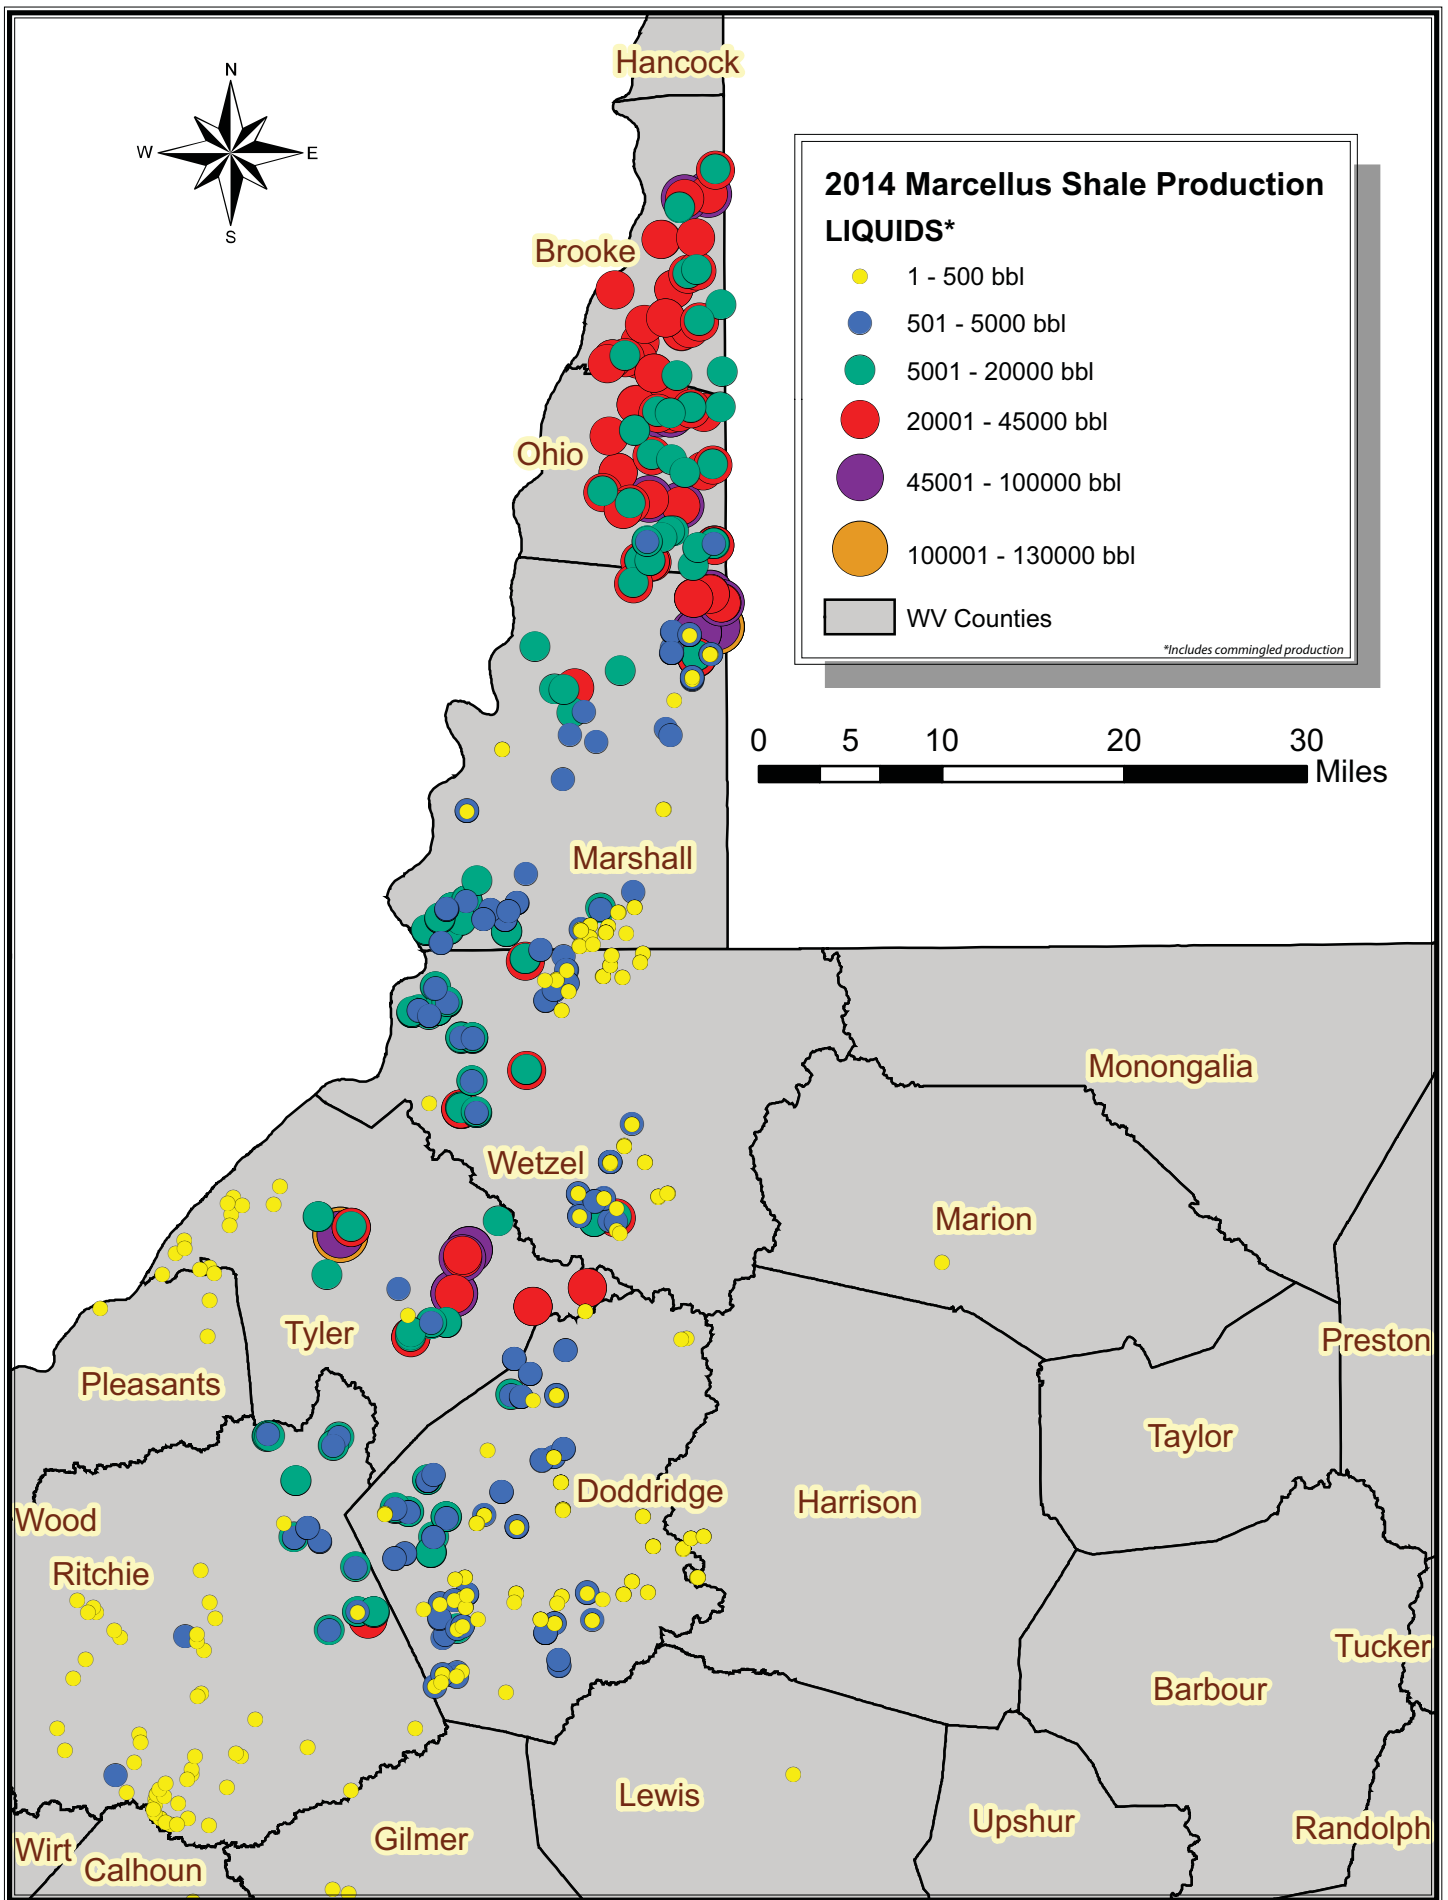 Hancock
N
W
E
S
2014 Marcellus Shale Production
LIQUIDS*
1 - 500 bbl
501 - 5000 bbl
5001 - 20000 bbl
20001 - 45000 bbl
45001 - 100000 bbl
100001 - 130000 bbl
WV Counties
*Includes commingled production
Brooke
Ohio
0 5 10 20 30
Miles
Marshall
Monongalia
Wetzel
Marion
Tyler
Preston
Pleasants
Taylor
Doddridge
Harrison
Wood
Ritchie
Tucker
Barbour
Lewis
Upshur
Randolph
Gilmer
Wirt
Calhoun